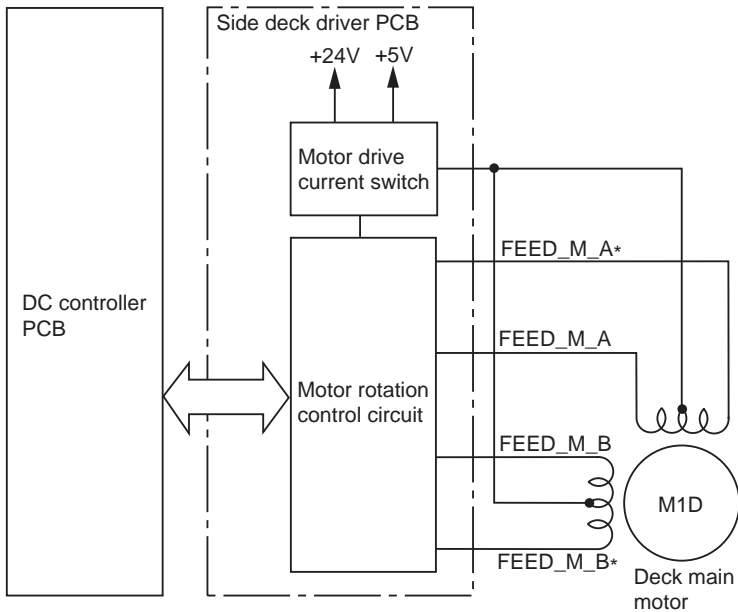 Side deck driver PCB
+24V +5V
Motor drive
current switch
FEED_M_A*
DC controller
PCB
FEED_M_A
Motor rotation
control circuit
FEED_M_B
M1D
FEED_M_B*
Deck main
motor